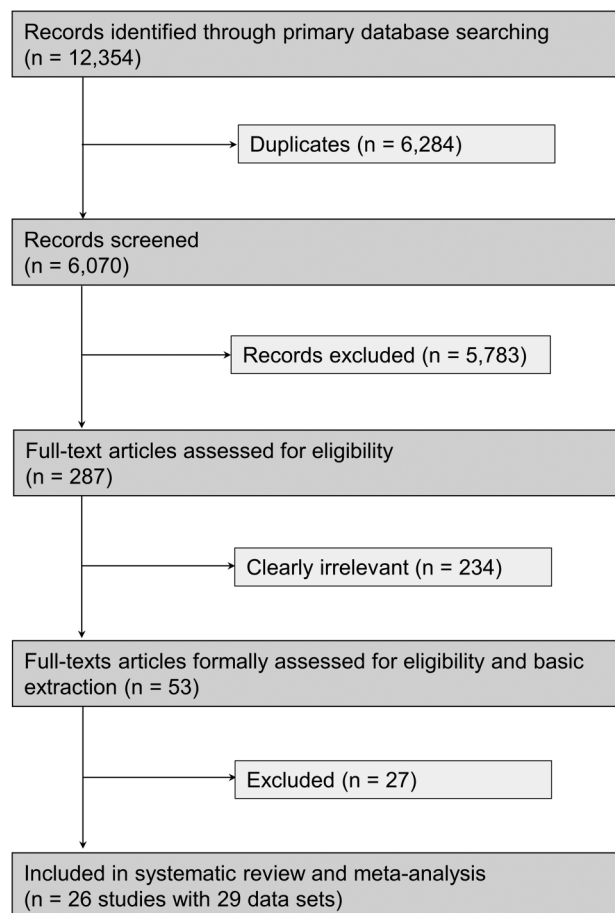 Records identified through primary database searching
(n = 12,354)
Duplicates (n = 6,284)
Records screened
(n = 6,070)
Records excluded (n = 5,783)
Full-text articles assessed for eligibility
(n = 287)
Clearly irrelevant (n = 234)
Full-texts articles formally assessed for eligibility and basic
extraction (n = 53)
Excluded (n = 27)
Included in systematic review and meta-analysis
(n = 26 studies with 29 data sets)